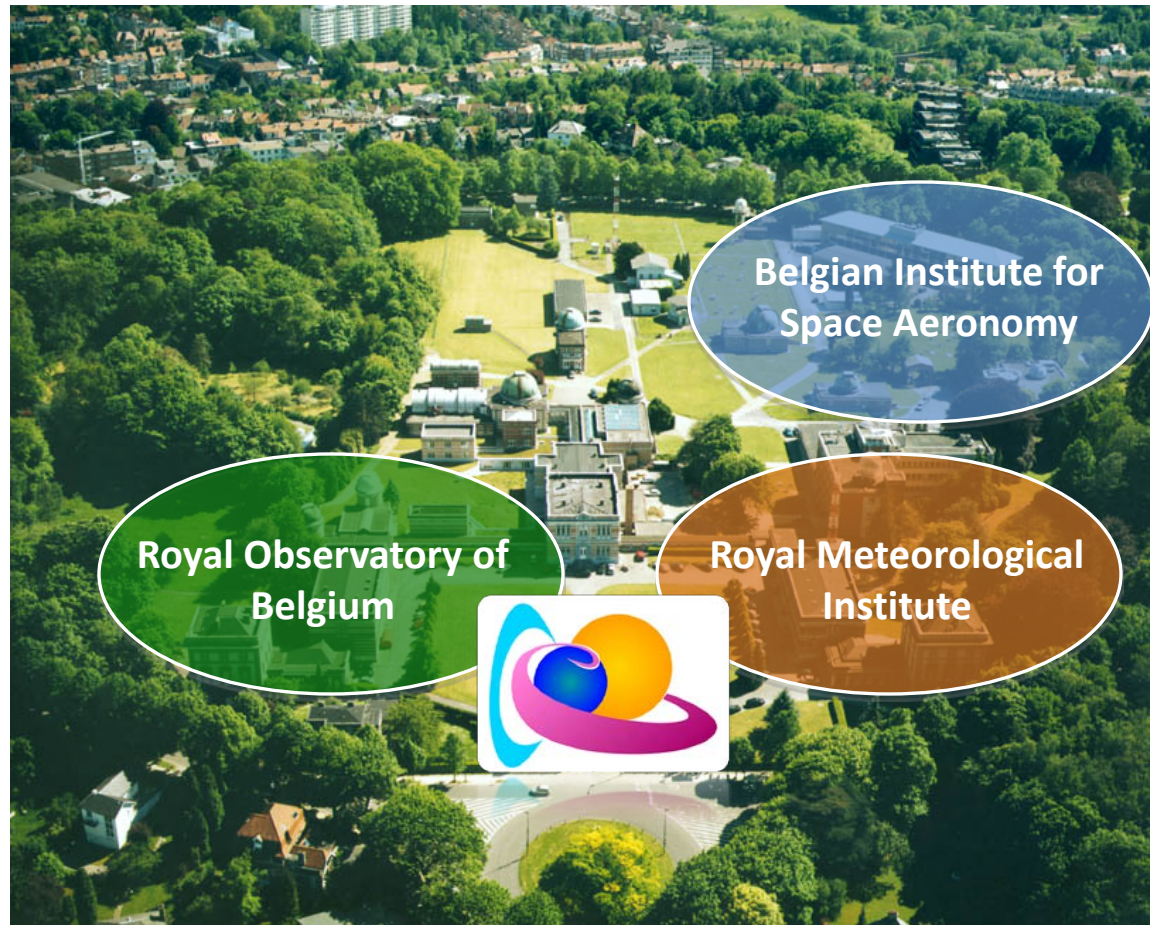 Belgian Institute for
Space Aeronomy
Royal Observatory of
Belgium
Royal Meteorological
Institute